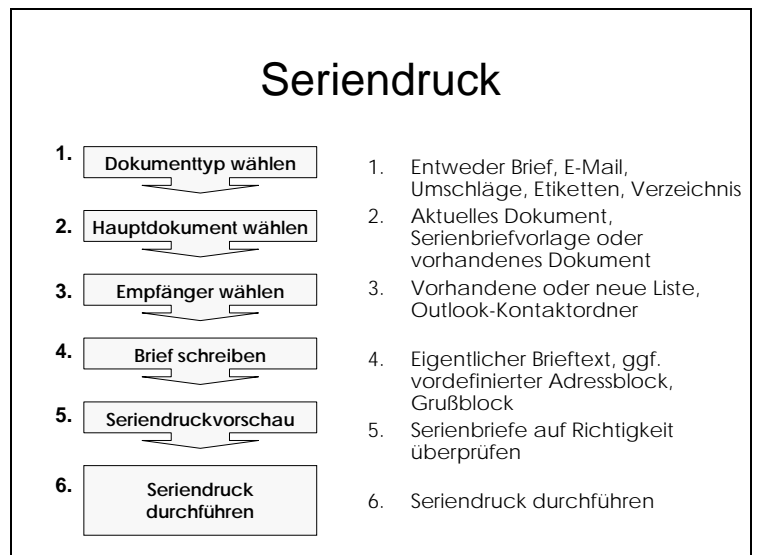 Seriendruck
1. Dokumenttyp wählen
2. Hauptdokument wählen
3. Empfänger wählen
4. Brief schreiben
5. Seriendruckvorschau
6. Seriendruck
durchführen
1. Entweder Brief, E-Mail,
Umschläge, Etiketten, Verzeichnis
2. Aktuelles Dokument,
Serienbriefvorlage oder
vorhandenes Dokument
3. Vorhandene oder neue Liste,
Outlook-Kontaktordner
4. Eigentlicher Brieftext, ggf.
vordefinierter Adressblock,
Grußblock
5. Serienbriefe auf Richtigkeit
überprüfen
6. Seriendruck durchführen